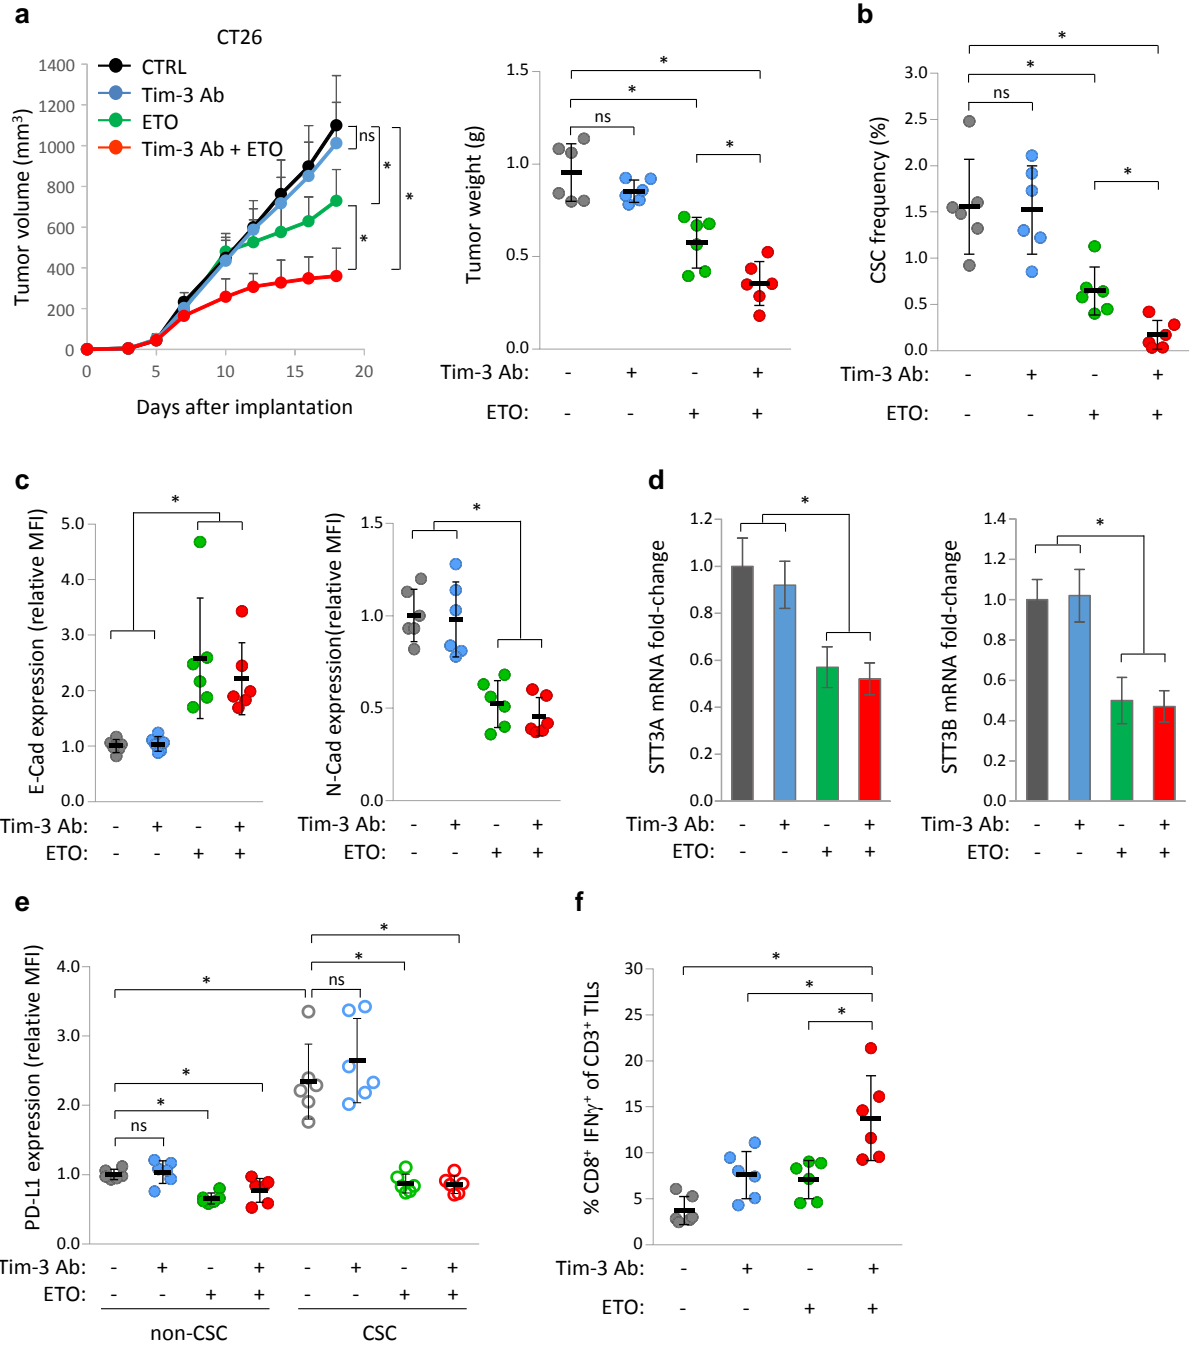 a
CT26
1400
1200
1000
800
600
400
200
0
Tumor volume (mm³)
CTRL
Tim-3 Ab
ETO
Tim-3 Ab + ETO
ns
*
*
*
0 5 10 15 20
Days after implantation
1.5
1.0
0.5
0.0
Tumor weight (g)
*
*
ns
*
Tim-3 Ab: - + - +
ETO: - - + +
b
3.0
2.5
2.0
1.5
1.0
0.5
0.0
CSC frequency (%)
*
*
ns
*
Tim-3 Ab: - + - +
ETO: - - + +
c
5.0
4.0
3.0
2.0
1.0
0.0
E-Cad expression (relative MFI)
*
Tim-3 Ab: - + - +
ETO: - - + +
1.5
1.0
0.5
0.0
N-Cad expression(relative MFI)
*
Tim-3 Ab: - + - +
ETO: - - + +
d
1.2
1.0
0.8
0.6
0.4
0.2
0.0
STT3A mRNA fold-change
*
Tim-3 Ab: - + - +
ETO: - - + +
1.4
1.2
1.0
0.8
0.6
0.4
0.2
0.0
STT3B mRNA fold-change
*
Tim-3 Ab: - + - +
ETO: - - + +
e
4.0
3.0
2.0
1.0
0.0
PD-L1 expression (relative MFI)
*
*
*
ns
*
*
ns
Tim-3 Ab: - + - + - + - +
ETO: - - + + - - + +
non-CSC CSC
f
30
25
20
15
10
5
0
% CD8⁺ IFNγ⁺ of CD3⁺ TILs
*
*
*
Tim-3 Ab: - + - +
ETO: - - + +